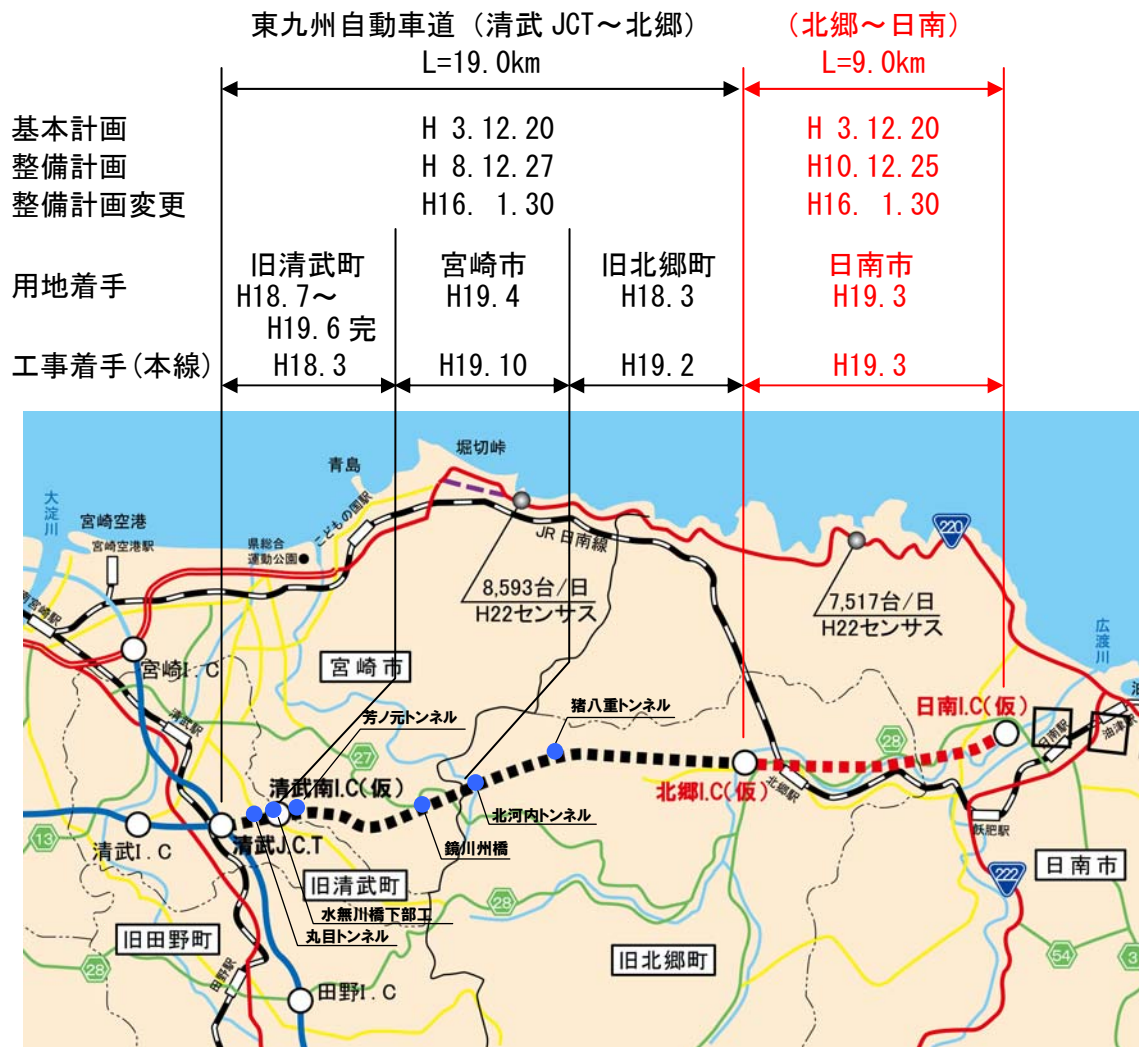 東九州自動車道（清武 JCT～北郷）
（北郷～日南）
L=19.0km
L=9.0km
基本計画 H 3.12.20 H 3.12.20
整備計画 H 8.12.27 H10.12.25
整備計画変更 H16. 1.30 H16. 1.30
用地着手
旧清武町
H18.7～
H19.6 完
宮崎市
H19.4
旧北郷町
H18.3
日南市
H19.3
工事着手(本線) H18.3 H19.10 H19.2 H19.3
堀切峠
青島
大淀川
宮崎空港
宮崎空港駅
県総合
運動公園
こどもの国駅
JR 日南線
220
8,593台/日
H22センサス
7,517台/日
H22センサス
南宮崎駅
広渡川
宮崎I.C
宮崎市
清武駅
芳ノ元トンネル
猪八重トンネル
日南I.C(仮)
日南駅
油津駅
油
27
28
清武南I.C(仮)
北郷I.C(仮)
北郷駅
北河内トンネル
鏡川州橋
飫肥駅
13
清武I.C
清武J.C.T
旧清武町
水無川橋下部工
丸目トンネル
28
222
日南市
旧田野町
旧北郷町
28
田野駅
田野I.C
54
3